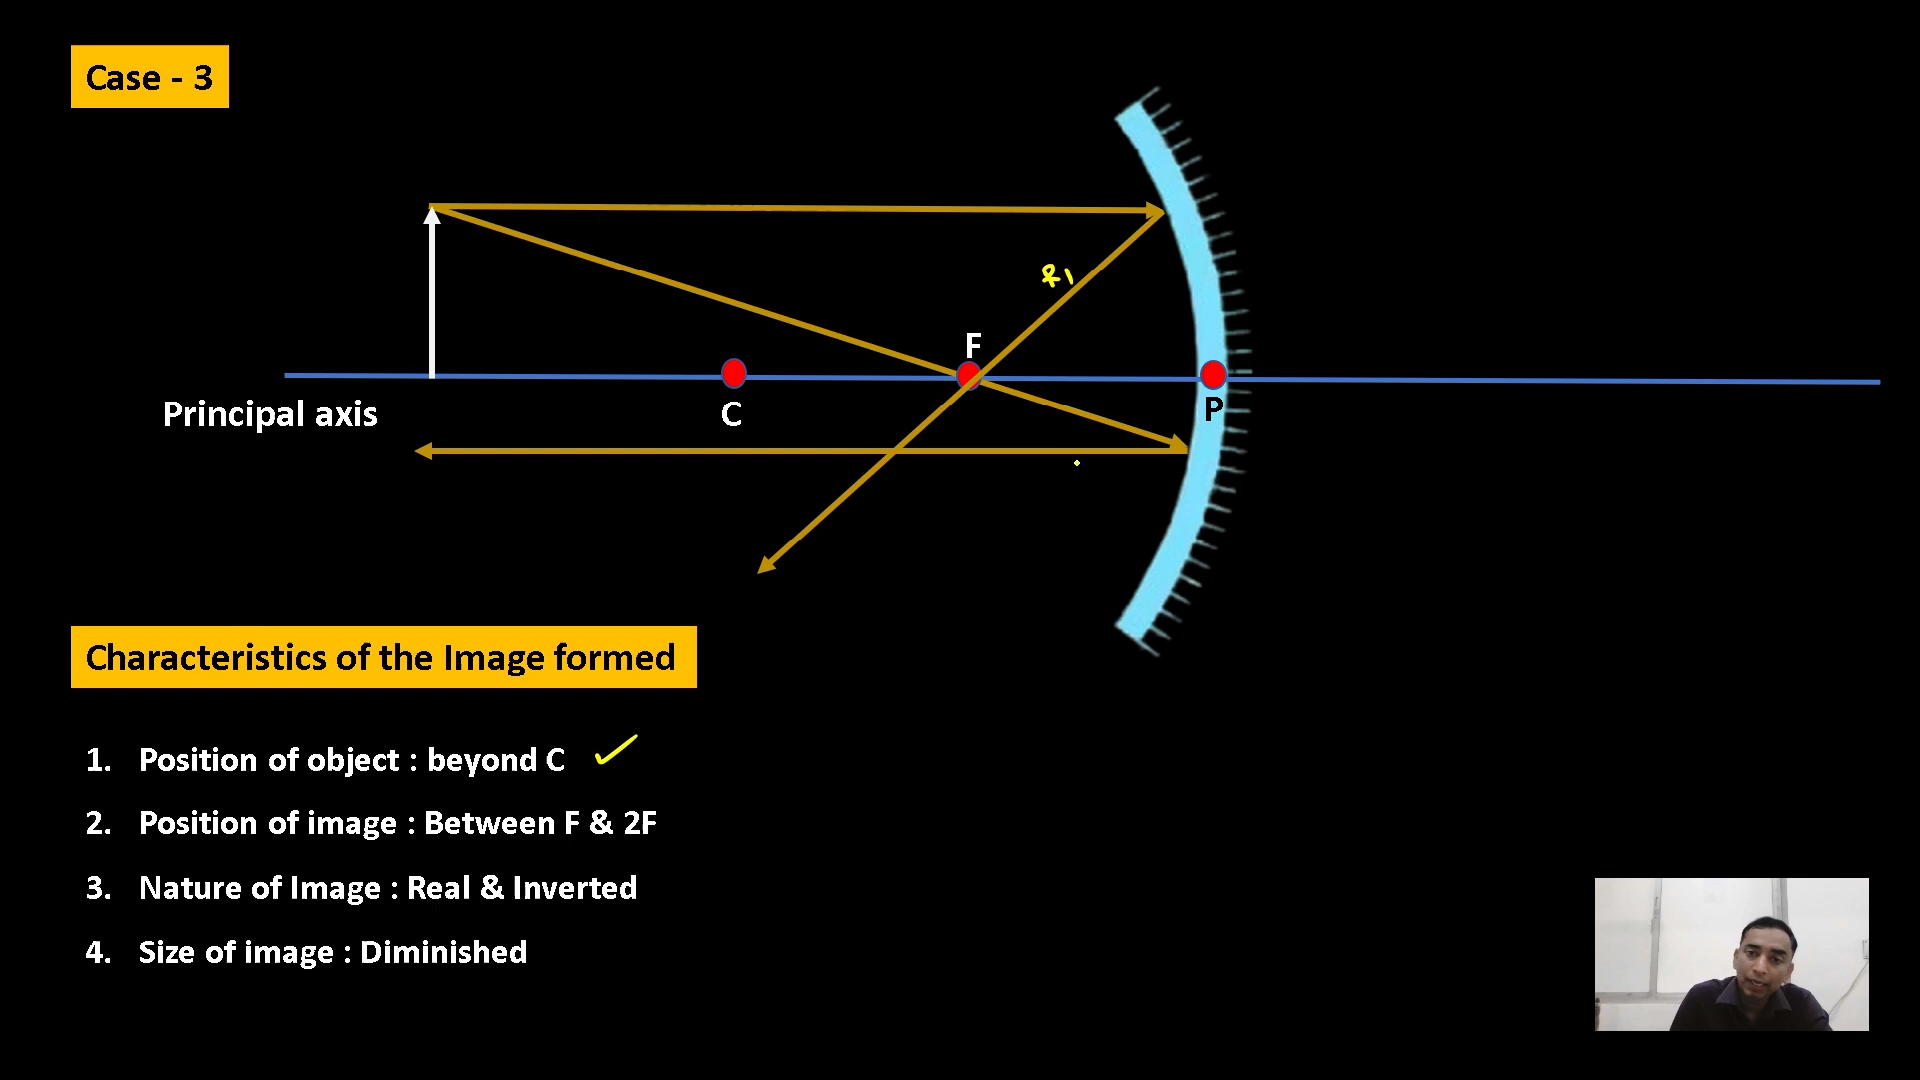 Case - 3
F
Principal axis
C
P
Characteristics of the Image formed
1. Position of object : beyond C
2. Position of image : Between F & 2F
3. Nature of Image : Real & Inverted
4. Size of image : Diminished